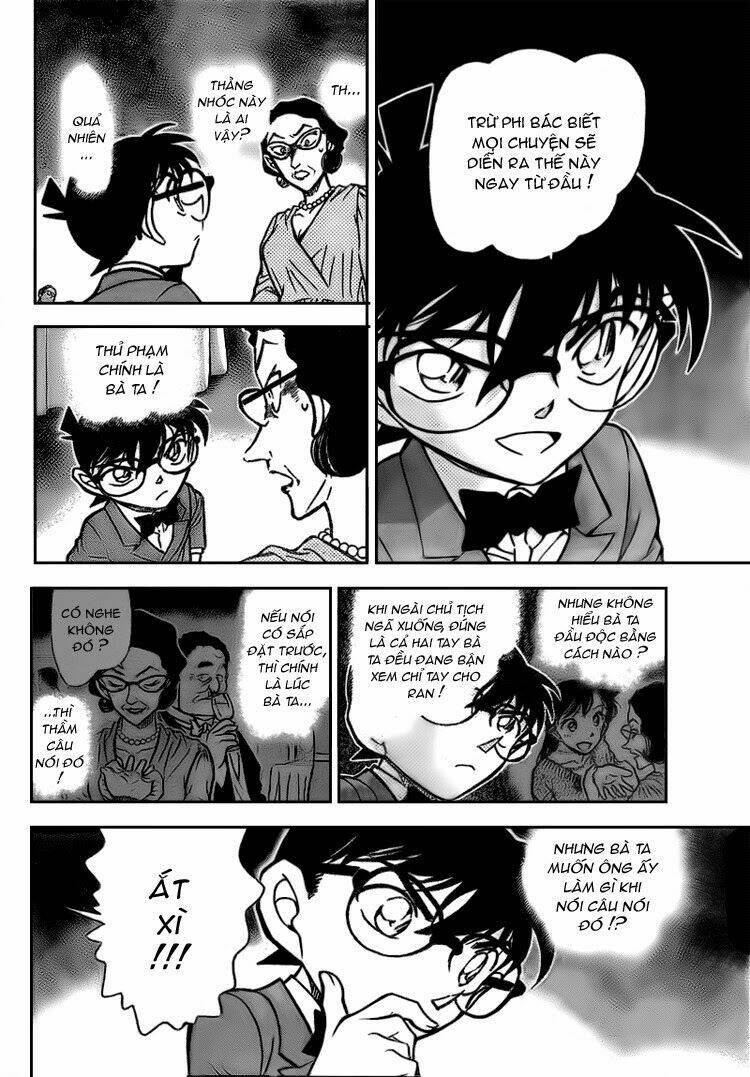 TRỪ PHI BÁC BIẾT
MỌI CHUYỆN SẼ
DIỄN RA THẾ NÀY
NGAY TỪ ĐẦU !
TH...
THẰNG
NHÓC NÀY
LÀ AI
VẬY?
QUẢ
NHIÊN
...
THỦ PHẠM
CHÍNH LÀ
BÀ TA !
NHƯNG KHÔNG
HIỂU BÀ TA
ĐẦU ĐỘC BẰNG
CÁCH NÀO ?
KHI NGÀI CHỦ TỊCH
NGÃ XUỐNG, ĐÚNG
LÀ CẢ HAI TAY BÀ
TA ĐỀU ĐANG BẬN
XEM CHỈ TAY CHO
RAN !
NẾU NÓI
CÓ SẮP
ĐẶT TRƯỚC,
THÌ CHÍNH
LÀ LÚC
BÀ TA...
CÓ NGHE
KHÔNG
ĐÓ ?
...THÌ
THẦM
CÂU
NÓI ĐÓ
!
NHƯNG BÀ TA
MUỐN ÔNG ẤY
LÀM GÌ KHI
NÓI CÂU NÓI
ĐÓ !?
ẮT
XÌ
!!!